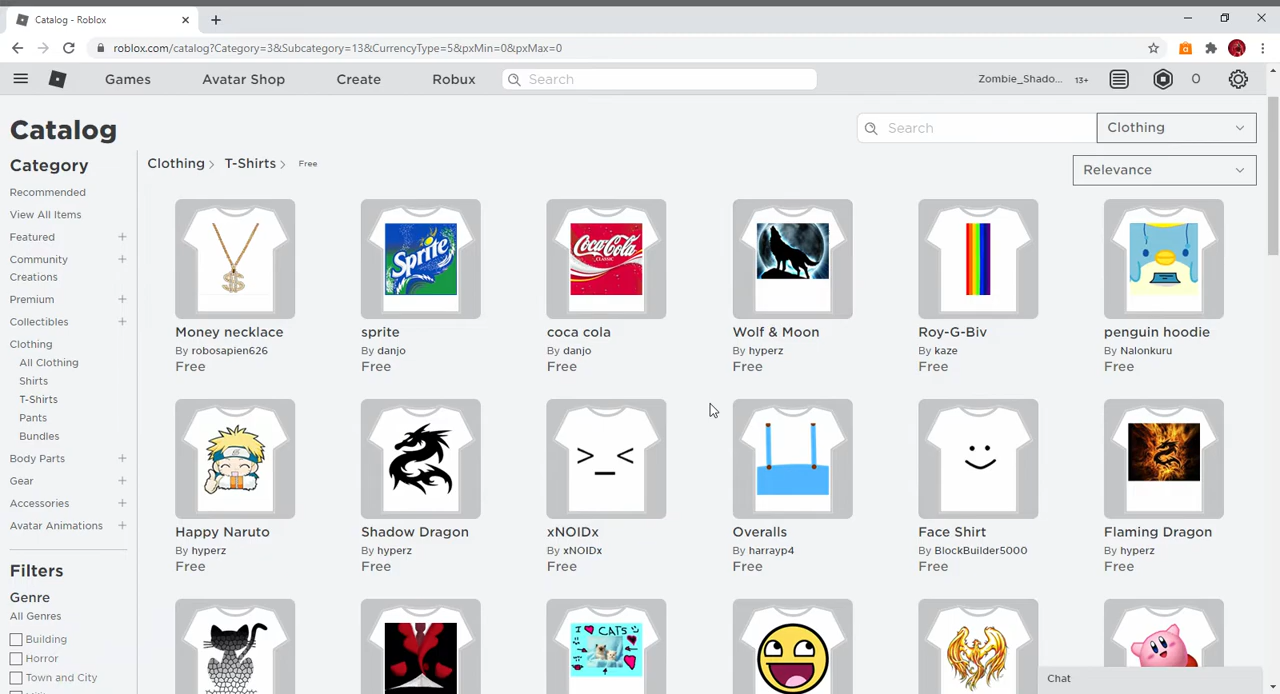 Catalog - Roblox
roblox.com/catalog?Category=3&Subcategory=13&CurrencyType=5&pxMin=0&pxMax=0
Games Avatar Shop Create Robux Search Zombie_Shado... 13+ 0
Catalog
Search
Clothing
Category
Clothing > T-Shirts > Free
Relevance
Recommended
View All Items
Featured +
Community +
Creations
Premium +
Collectibles +
Clothing
All Clothing
Shirts
T-Shirts
Pants
Bundles
Body Parts +
Gear +
Accessories +
Avatar Animations +
Filters
Genre
All Genres
Building
Horror
Town and City
$
Money necklace
By robosapien626
Free
Sprite
sprite
By danjo
Free
Coca-Cola
CLASSIC
coca cola
By danjo
Free
Wolf & Moon
By hyperz
Free
Roy-G-Biv
By kaze
Free
penguin hoodie
By Nalonkuru
Free
Happy Naruto
By hyperz
Free
Shadow Dragon
By hyperz
Free
>_<
xNOIDx
By xNOIDx
Free
Overalls
By harrayp4
Free
Face Shirt
By BlockBuilder5000
Free
Flaming Dragon
By hyperz
Free
I CATS
Chat